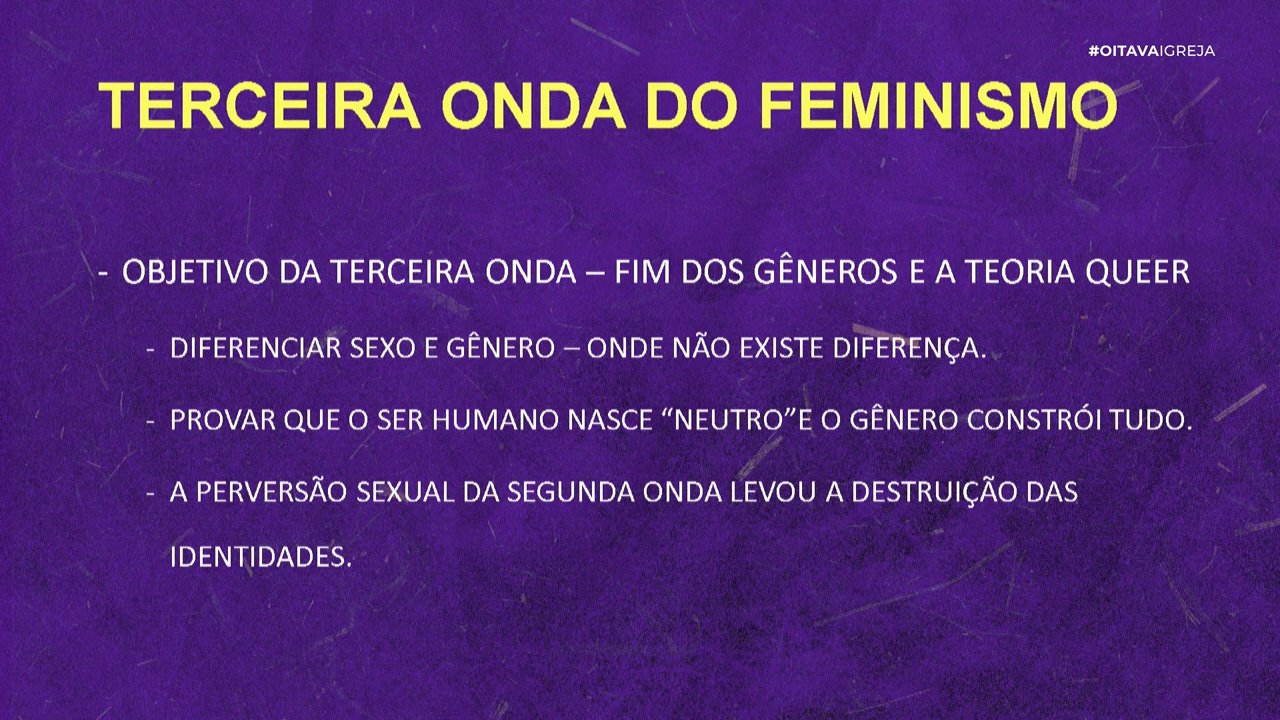 #OITAVAIGREJA
TERCEIRA ONDA DO FEMINISMO
- OBJETIVO DA TERCEIRA ONDA – FIM DOS GÊNEROS E A TEORIA QUEER
- DIFERENCIAR SEXO E GÊNERO – ONDE NÃO EXISTE DIFERENÇA.
- PROVAR QUE O SER HUMANO NASCE “NEUTRO”E O GÊNERO CONSTRÓI TUDO.
- A PERVERSÃO SEXUAL DA SEGUNDA ONDA LEVOU A DESTRUIÇÃO DAS
IDENTIDADES.